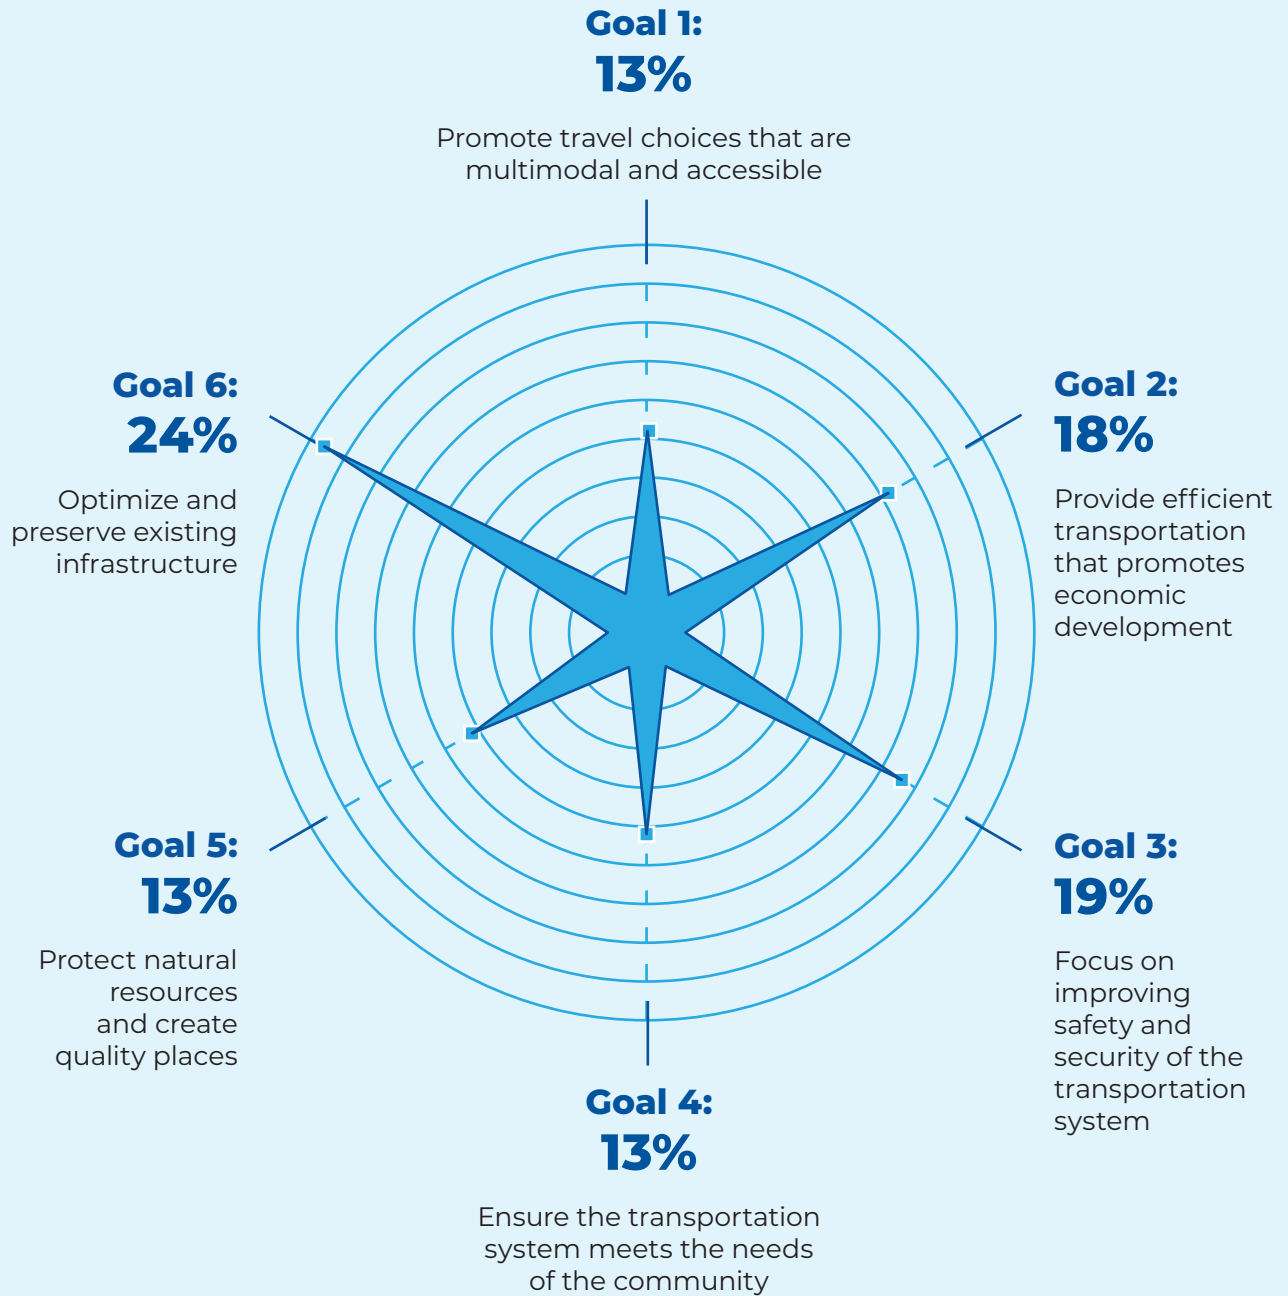 Goal 1:
13%
Promote travel choices that are
multimodal and accessible
Goal 2:
18%
Provide efficient
transportation
that promotes
economic
development
Goal 3:
19%
Focus on
improving
safety and
security of the
transportation
system
Goal 4:
13%
Ensure the transportation
system meets the needs
of the community
Goal 5:
13%
Protect natural
resources
and create
quality places
Goal 6:
24%
Optimize and
preserve existing
infrastructure